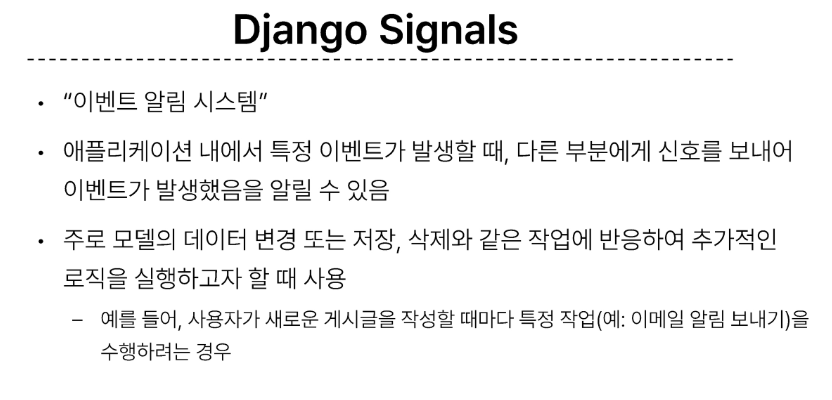 Django Signals
• “이벤트 알림 시스템”
• 애플리케이션 내에서 특정 이벤트가 발생할 때, 다른 부분에게 신호를 보내어
이벤트가 발생했음을 알릴 수 있음
• 주로 모델의 데이터 변경 또는 저장, 삭제와 같은 작업에 반응하여 추가적인
로직을 실행하고자 할 때 사용
– 예를 들어, 사용자가 새로운 게시글을 작성할 때마다 특정 작업(예: 이메일 알림 보내기)을
수행하려는 경우